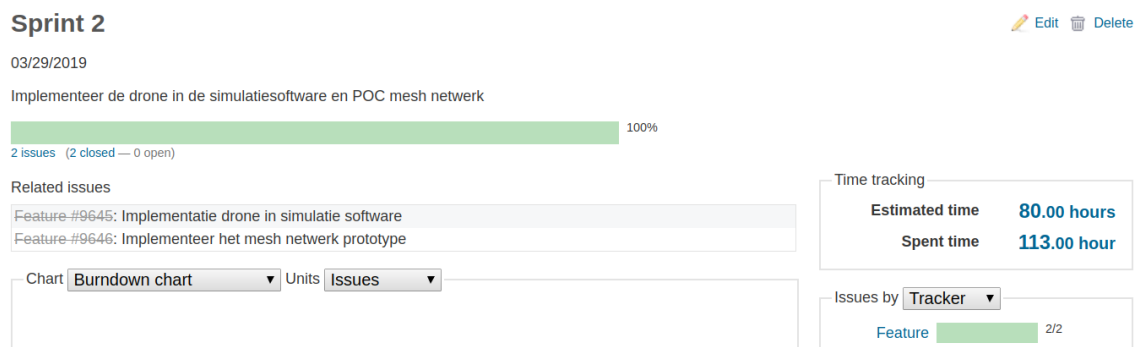 Sprint 2
Edit Delete
03/29/2019
Implementeer de drone in de simulatiesoftware en POC mesh netwerk
100%
2 issues (2 closed — 0 open)
Related issues
Feature #9645: Implementatie drone in simulatie software
Feature #9646: Implementeer het mesh netwerk prototype
Time tracking
Estimated time 80.00 hours
Spent time 113.00 hour
Chart Burndown chart Units Issues
Issues by Tracker
Feature 2/2